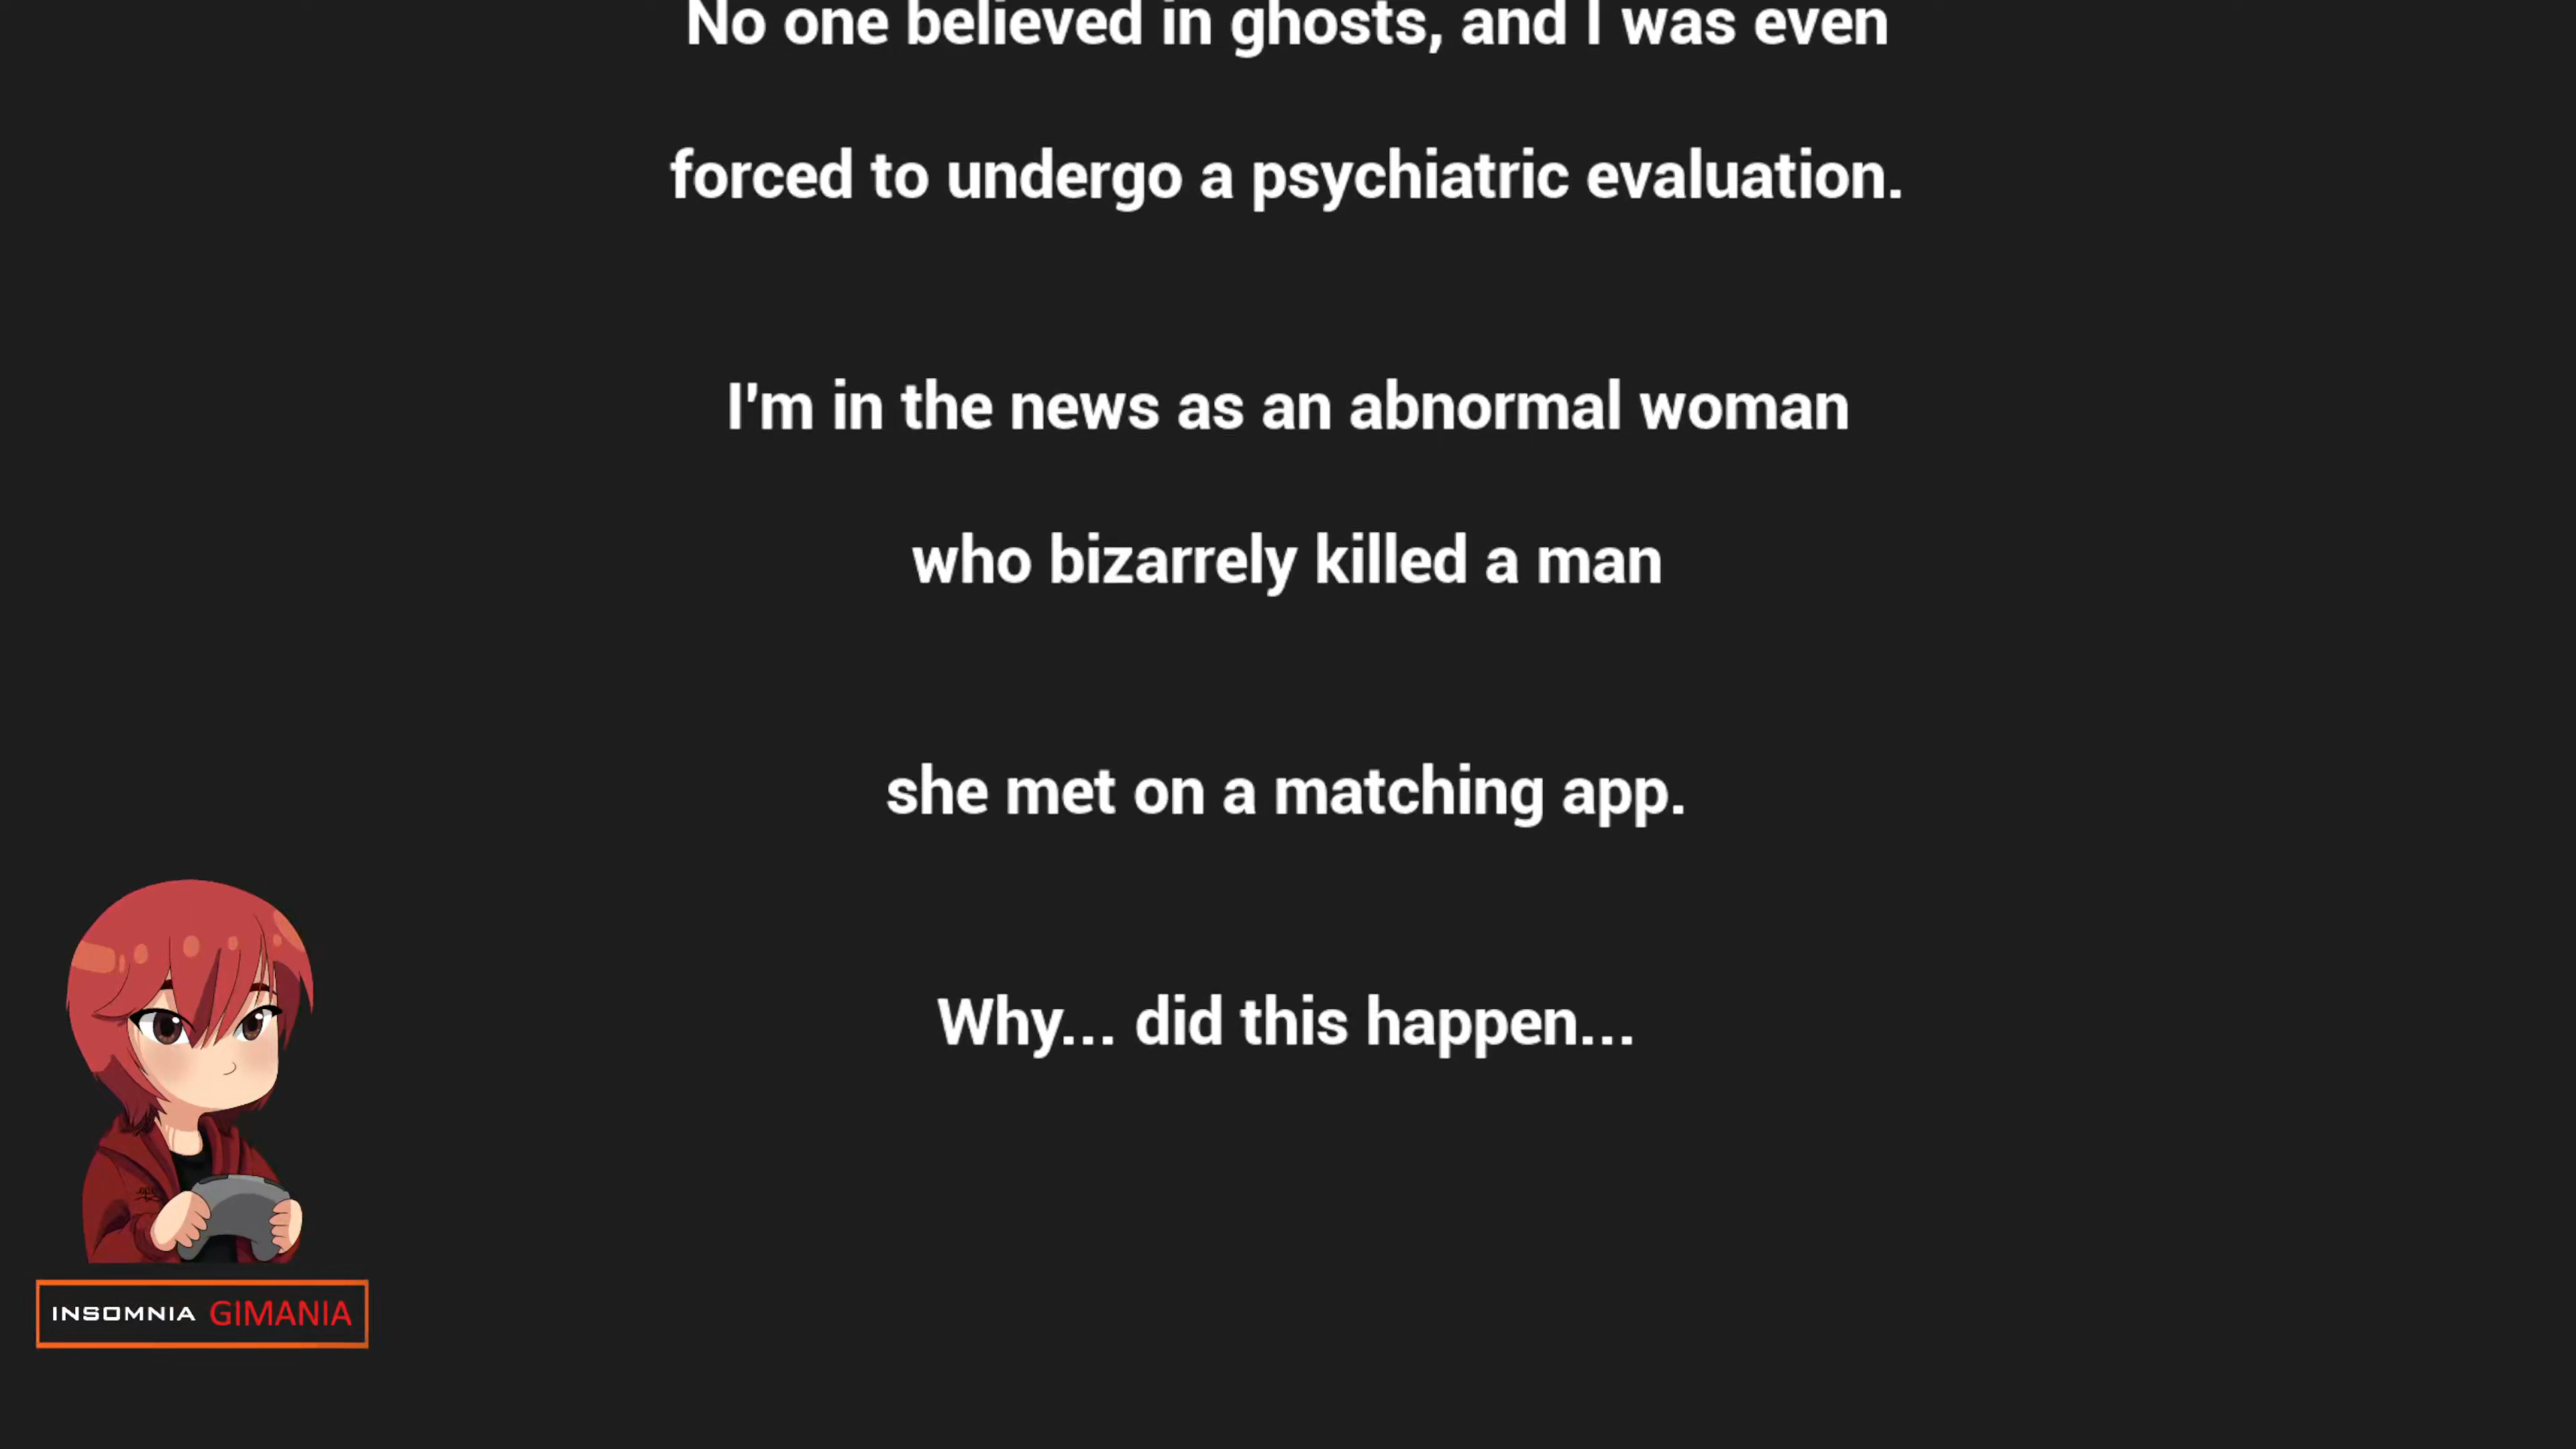 No one believed in ghosts, and I was even
forced to undergo a psychiatric evaluation.
I'm in the news as an abnormal woman
who bizarrely killed a man
she met on a matching app.
Why... did this happen...
INSOMNIA GIMANIA